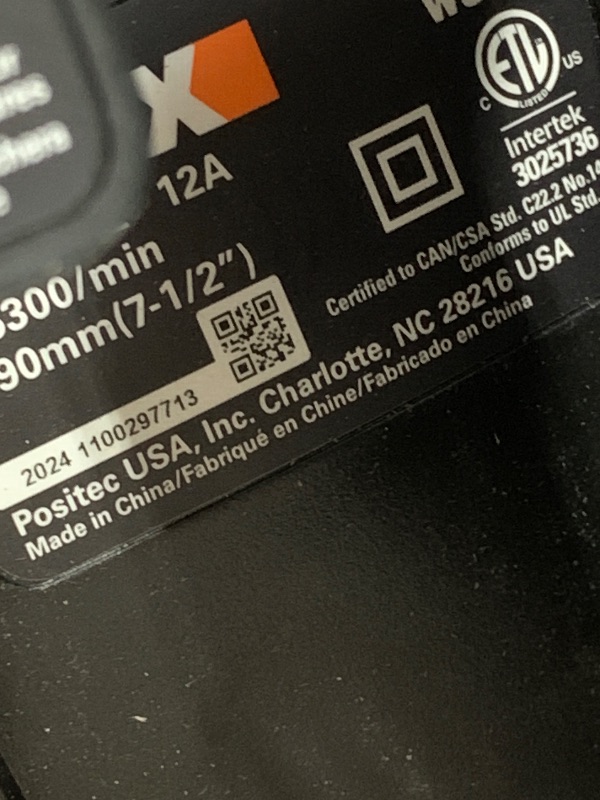 X
12A
300/min
90mm(7-1/2")
2024 1100297713
Positec USA, Inc. Charlotte, NC 28216 USA
Made in China/Fabriqué en Chine/Fabricado en China
ETL
C LISTED US
Intertek
3025736
Certified to CAN/CSA Std. C22.2 No.14
Conforms to UL Std.